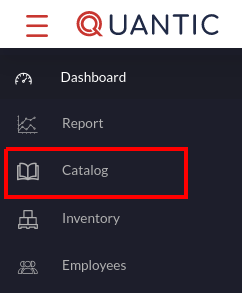 QUANTIC
Dashboard
Report
Catalog
Inventory
Employees